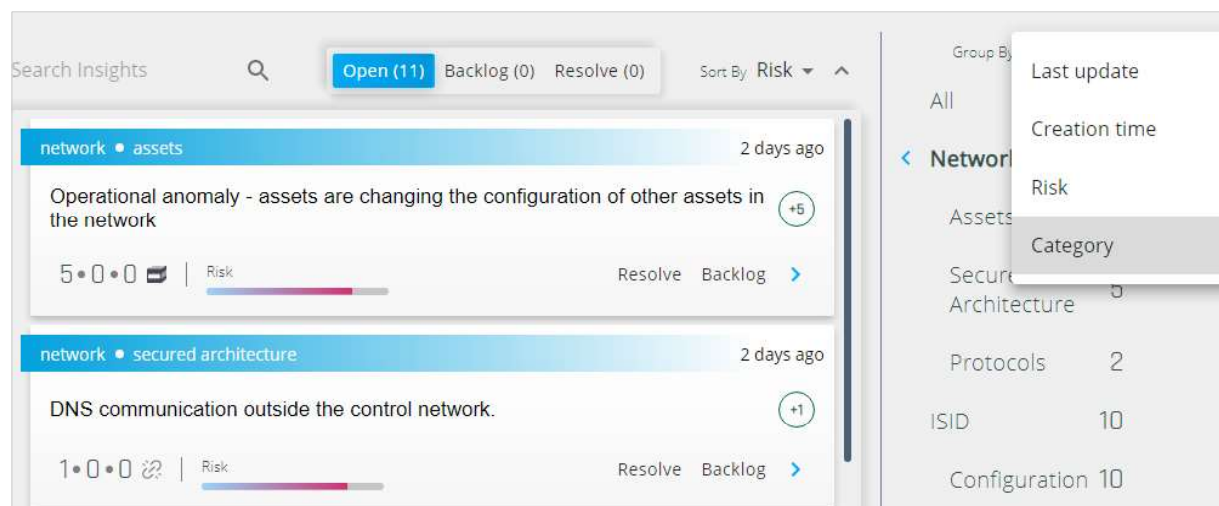 Search Insights
Open (11) Backlog (0) Resolve (0)
Sort By Risk
network • assets 2 days ago
Operational anomaly - assets are changing the configuration of other assets in
the network
+5
5•0•0 Risk Resolve Backlog
network • secured architecture 2 days ago
DNS communication outside the control network.
+1
1•0•0 Risk Resolve Backlog
Group By
All
Last update
Creation time
Risk
Category
Assets
Architecture
Protocols 2
ISID 10
Configuration 10